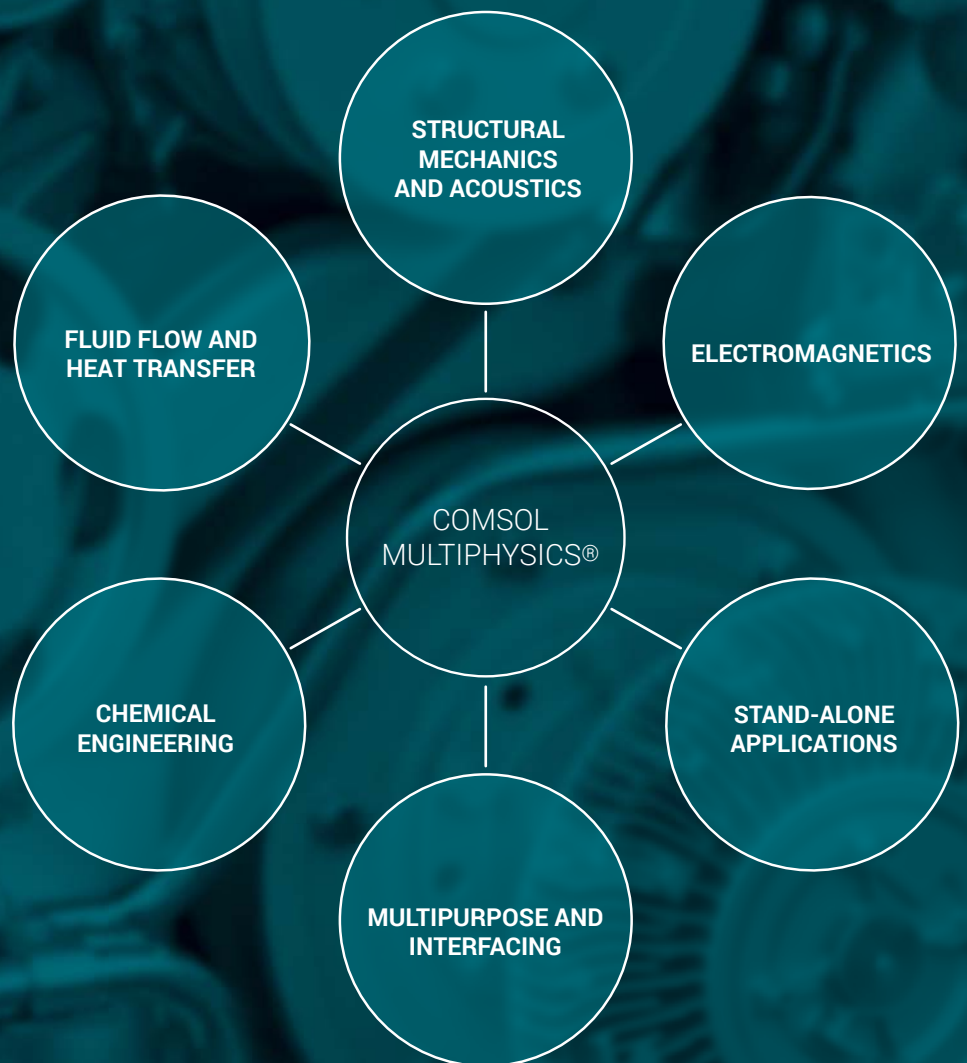 STRUCTURAL
MECHANICS
AND ACOUSTICS
FLUID FLOW AND
HEAT TRANSFER
ELECTROMAGNETICS
COMSOL
MULTIPHYSICS®
CHEMICAL
ENGINEERING
STAND-ALONE
APPLICATIONS
MULTIPURPOSE AND
INTERFACING